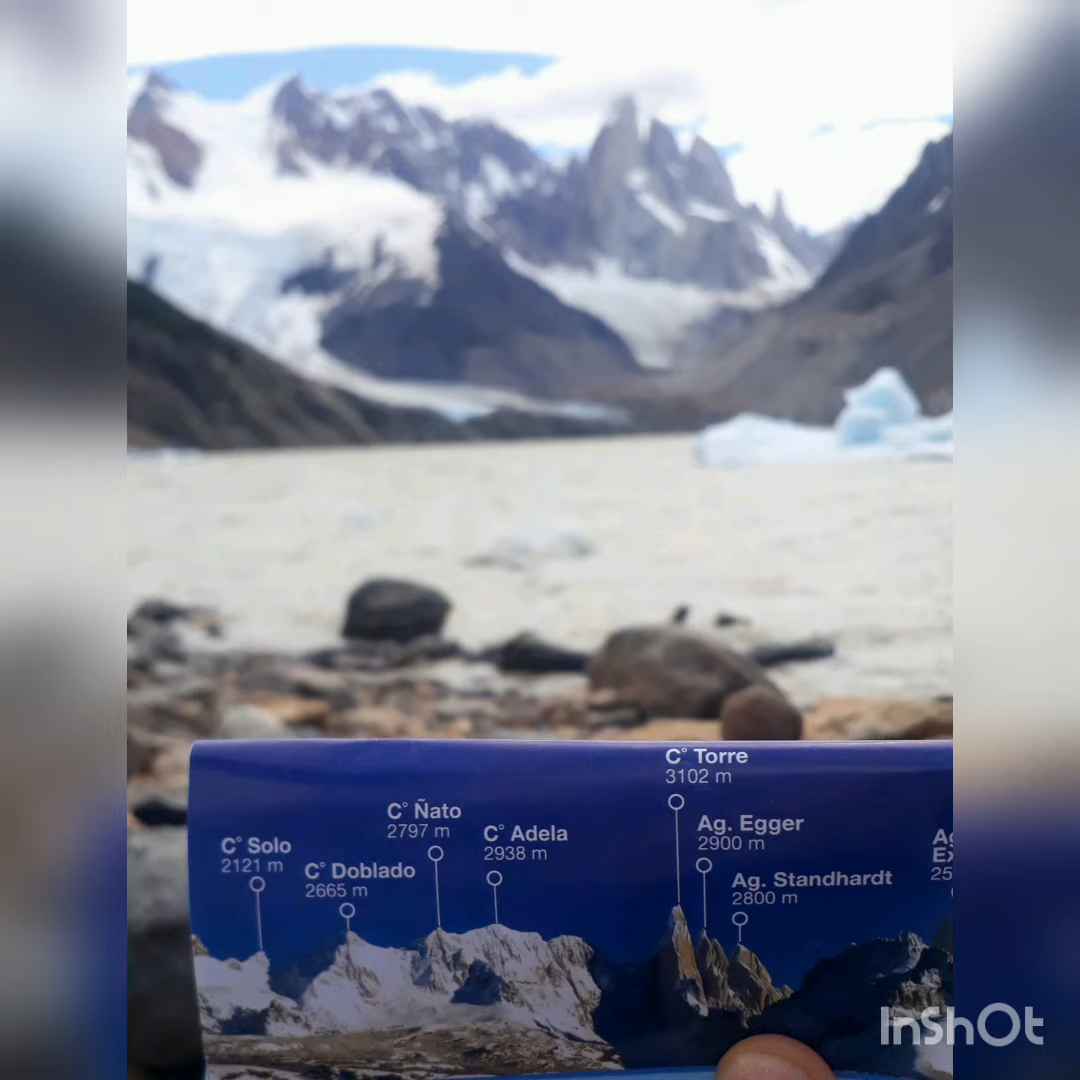 C° Torre
3102 m
C° Ñato
2797 m
Ag. Egger
2900 m
C° Adela
2938 m
C° Solo
2121 m
C° Doblado
2665 m
Ag. Standhardt
2800 m
InShOt